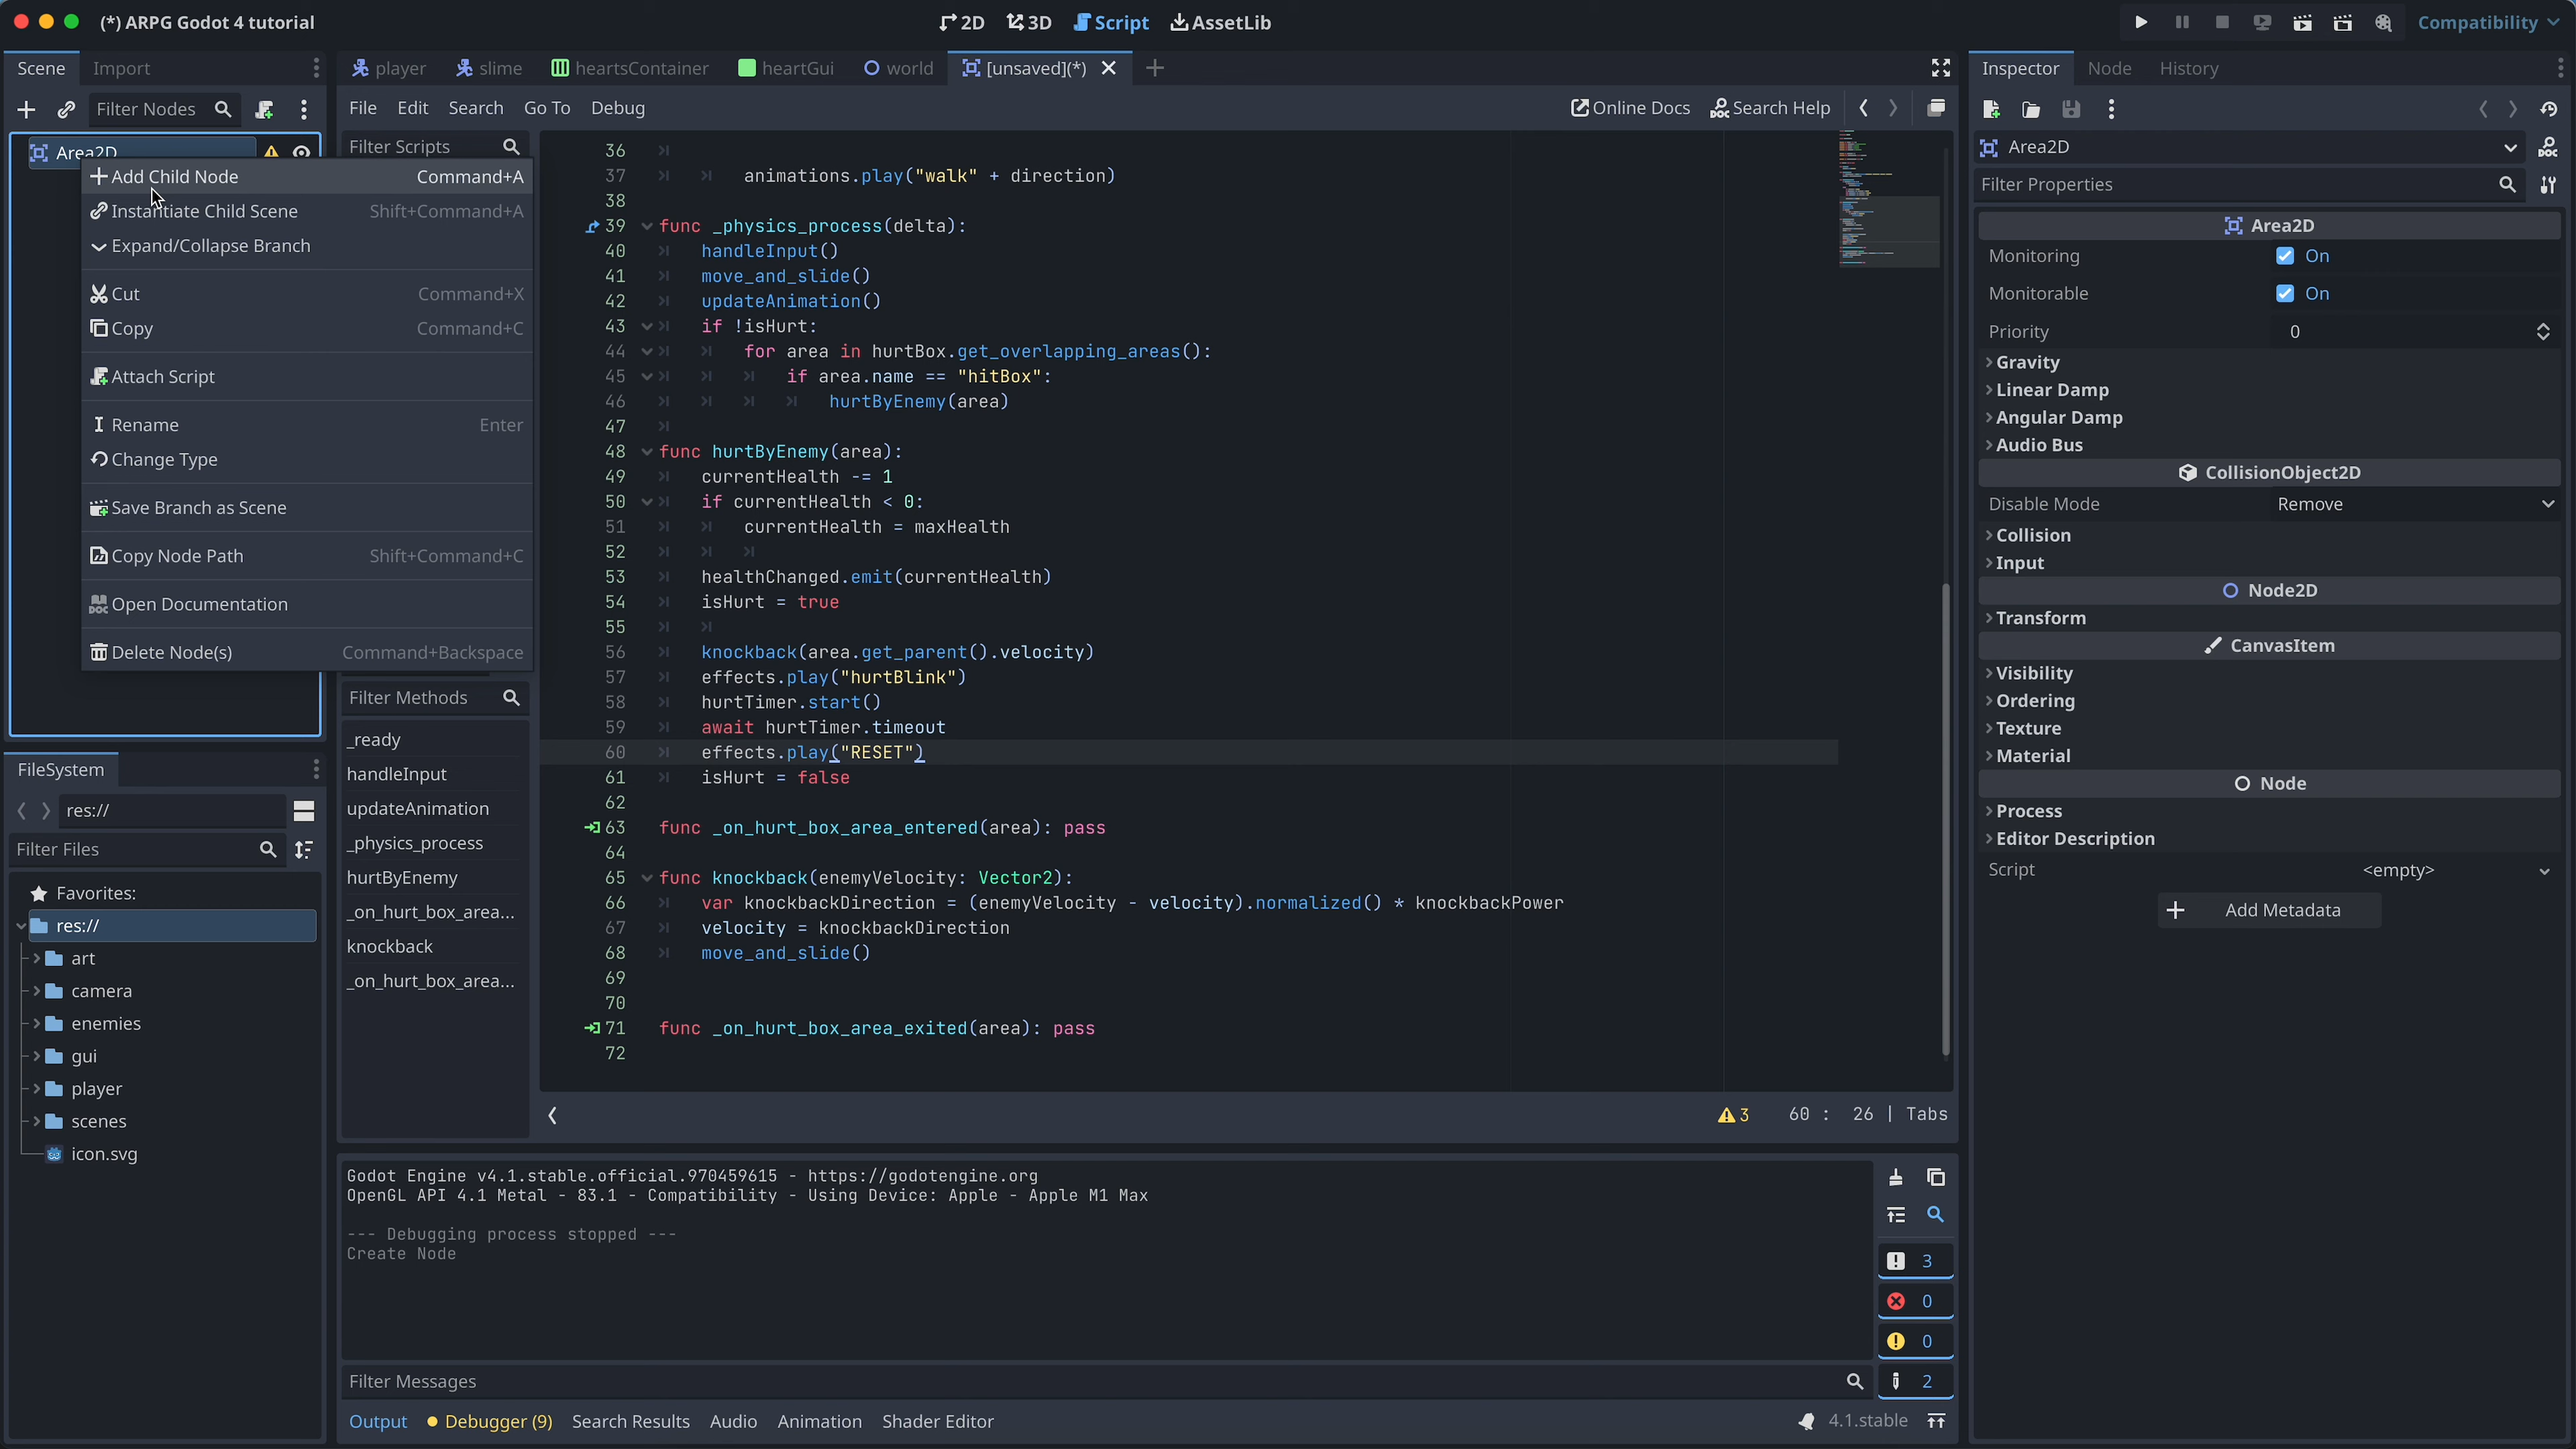 (*) ARPG Godot 4 tutorial
2D 3D Script AssetLib
Compatibility
Scene Import
Filter Nodes
Area2D
Add Child Node Command+A
Instantiate Child Scene Shift+Command+A
Expand/Collapse Branch
Cut Command+X
Copy Command+C
Attach Script
Rename Enter
Change Type
Save Branch as Scene
Copy Node Path Shift+Command+C
Open Documentation
Delete Node(s) Command+Backspace
FileSystem
res://
Filter Files
Favorites:
res://
art
camera
enemies
gui
player
scenes
icon.svg
player slime heartsContainer heartGui world [unsaved](*)
File Edit Search Go To Debug
Online Docs Search Help
Filter Scripts
Filter Methods
_ready
handleInput
updateAnimation
_physics_process
hurtByEnemy
_on_hurt_box_area...
knockback
_on_hurt_box_area...
36
37 animations.play("walk" + direction)
38
39 func _physics_process(delta):
40 handleInput()
41 move_and_slide()
42 updateAnimation()
43 if !isHurt:
44 for area in hurtBox.get_overlapping_areas():
45 if area.name == "hitBox":
46 hurtByEnemy(area)
47
48 func hurtByEnemy(area):
49 currentHealth -= 1
50 if currentHealth < 0:
51 currentHealth = maxHealth
52
53 healthChanged.emit(currentHealth)
54 isHurt = true
55
56 knockback(area.get_parent().velocity)
57 effects.play("hurtBlink")
58 hurtTimer.start()
59 await hurtTimer.timeout
60 effects.play("RESET")
61 isHurt = false
62
63 func _on_hurt_box_area_entered(area): pass
64
65 func knockback(enemyVelocity: Vector2):
66 var knockbackDirection = (enemyVelocity - velocity).normalized() * knockbackPower
67 velocity = knockbackDirection
68 move_and_slide()
69
70
71 func _on_hurt_box_area_exited(area): pass
72
3 60 : 26 | Tabs
Godot Engine v4.1.stable.official.970459615 - https://godotengine.org
OpenGL API 4.1 Metal - 83.1 - Compatibility - Using Device: Apple - Apple M1 Max
--- Debugging process stopped ---
Create Node
3
0
0
2
Filter Messages
Output Debugger (9) Search Results Audio Animation Shader Editor
4.1.stable
Inspector Node History
Area2D
Filter Properties
Area2D
Monitoring On
Monitorable On
Priority 0
Gravity
Linear Damp
Angular Damp
Audio Bus
CollisionObject2D
Disable Mode Remove
Collision
Input
Node2D
Transform
CanvasItem
Visibility
Ordering
Texture
Material
Node
Process
Editor Description
Script <empty>
Add Metadata